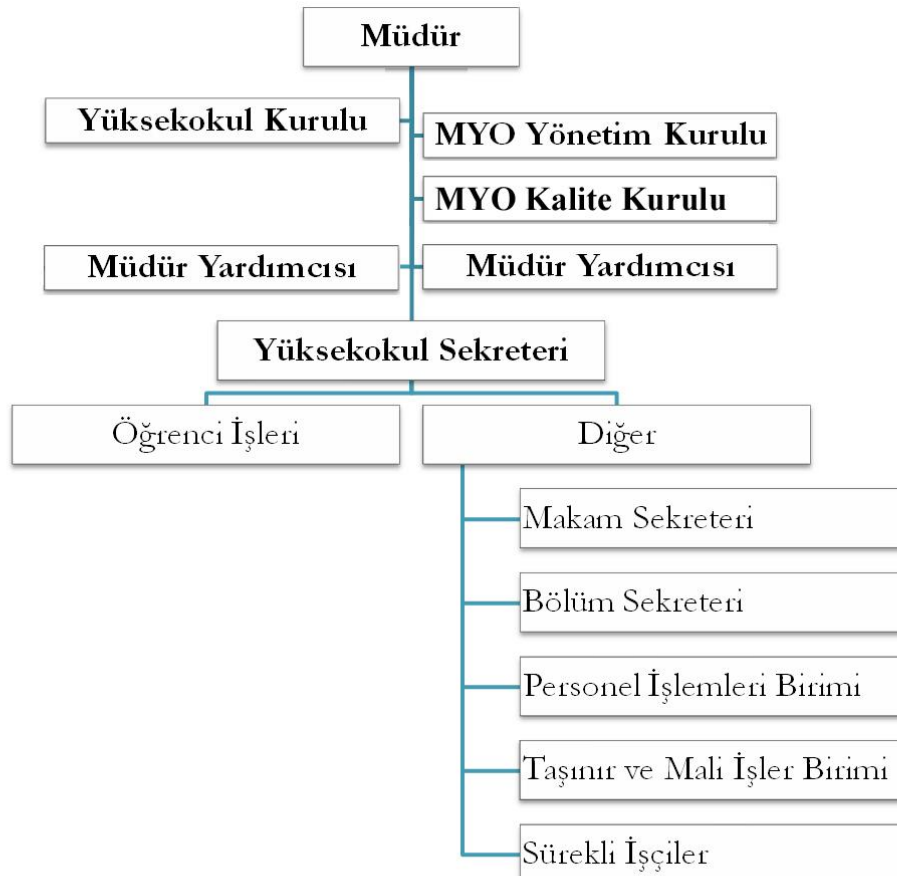 Müdür
Yüksekokul Kurulu
MYO Yönetim Kurulu
MYO Kalite Kurulu
Müdür Yardımcısı
Müdür Yardımcısı
Yüksekokul Sekreteri
Öğrenci İşleri
Diğer
Makam Sekreteri
Bölüm Sekreteri
Personel İşlemleri Birimi
Taşınır ve Mali İşler Birimi
Sürekli İşçiler